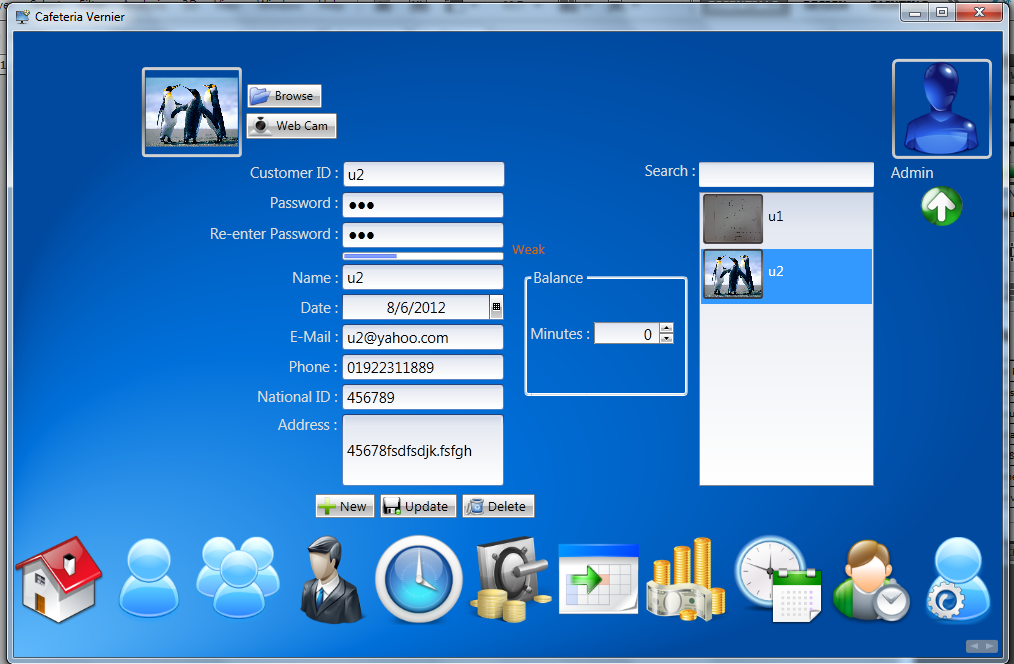 Cafeteria Vernier
Browse
Web Cam
Customer ID : u2
Password : ●●●
Re-enter Password : ●●●
Weak
Name : u2
Date : 8/6/2012
E-Mail : u2@yahoo.com
Phone : 01922311889
National ID : 456789
Address : 45678fsdfsdjk.fsfgh
New Update Delete
Balance
Minutes : 0
Search :
u1
u2
Admin